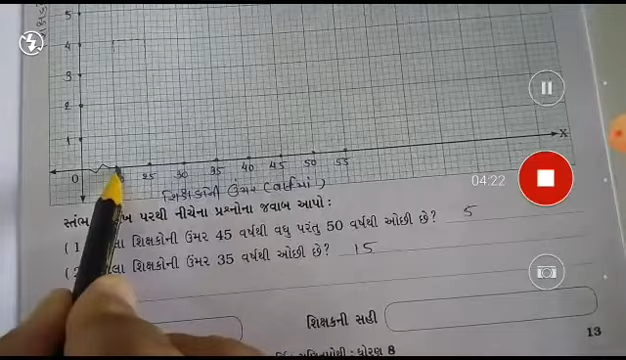 5
4
3
2
1
0 25 30 35 40 45 50 55 X
શિક્ષકોની ઉંમર (વર્ષમાં)
04:22
પરથી નીચેના પ્રશ્નોના જવાબ આપો:
શિક્ષકોની ઉંમર 45 વર્ષથી વધુ પરંતુ 50 વર્ષથી ઓછી છે? 5
શિક્ષકોની ઉંમર 35 વર્ષથી ઓછી છે? 15
શિક્ષકની સહી
13
ધોરણ 8